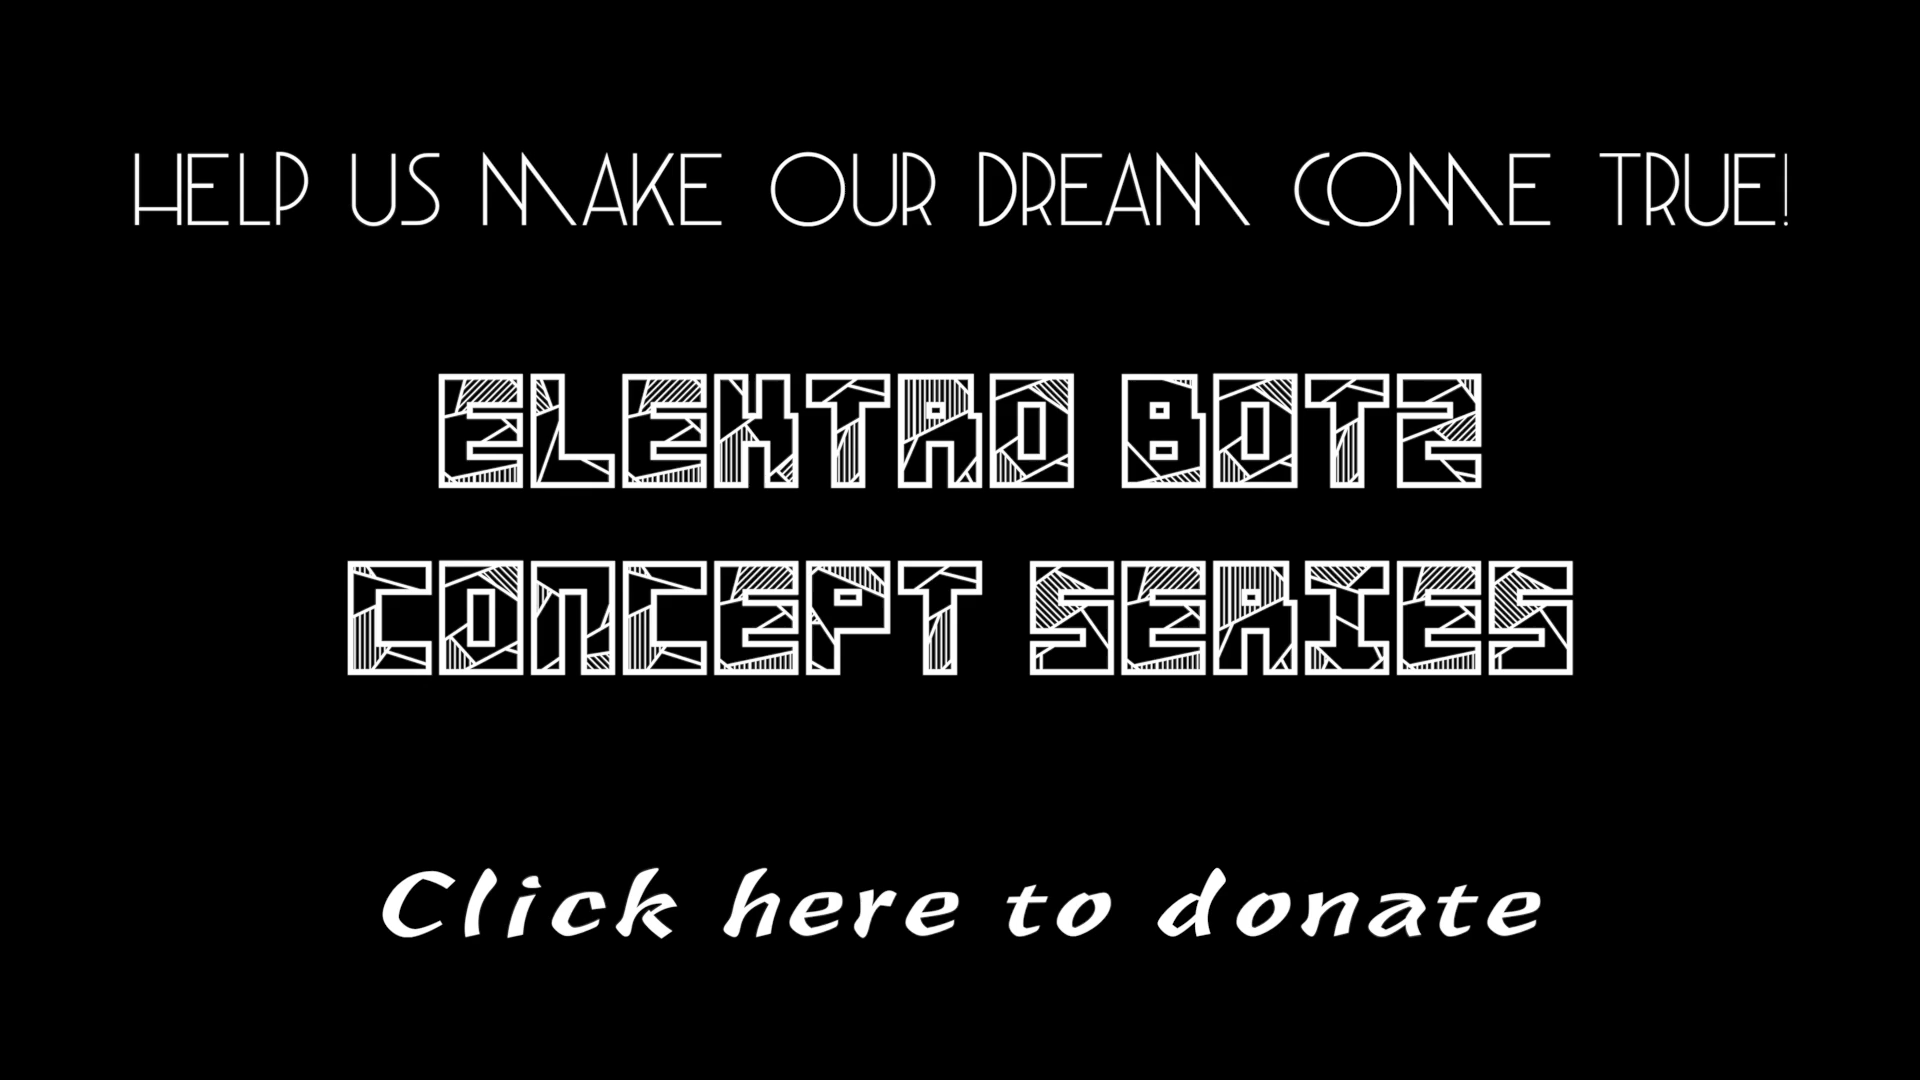 HELP US MAKE OUR DREAM COME TRUE!
ELEKTRO BOTZ
CONCEPT SERIES
Click here to donate